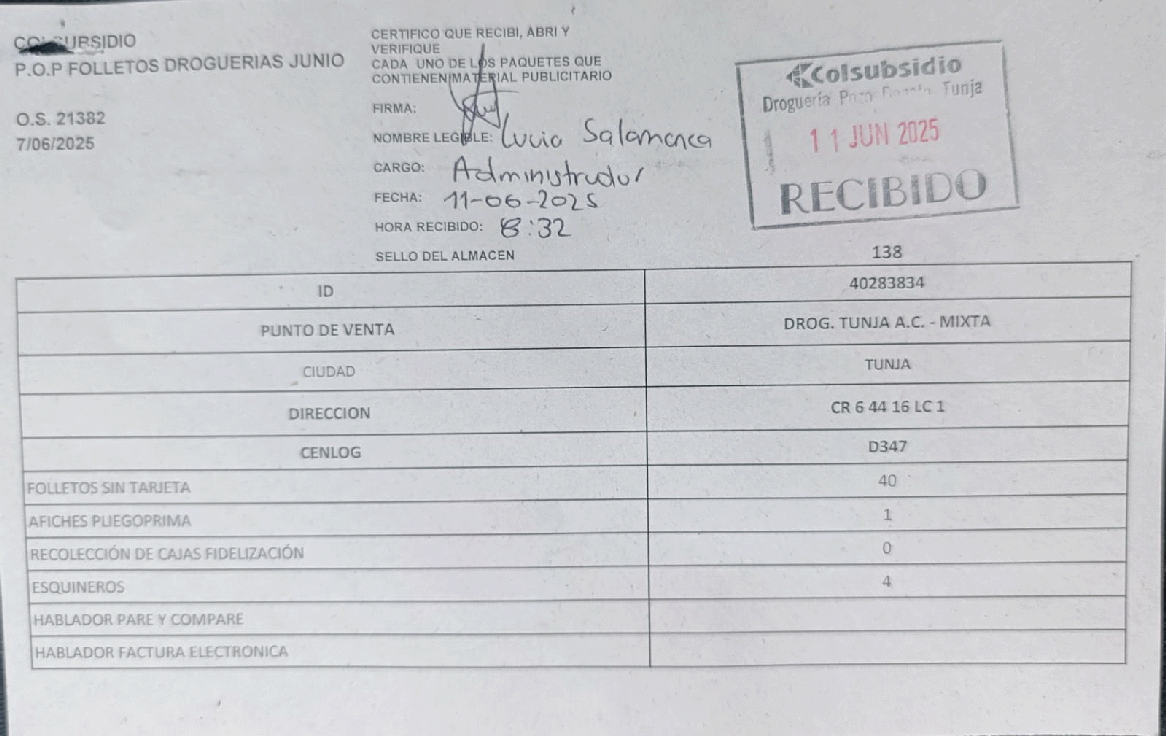 COLSUBSIDIO
P.O.P FOLLETOS DROGUERIAS JUNIO
O.S. 21382
7/06/2025
CERTIFICO QUE RECIBI, ABRI Y
VERIFIQUE
CADA UNO DE LOS PAQUETES QUE
CONTIENEN MATERIAL PUBLICITARIO
FIRMA:
NOMBRE LEGIBLE: Lucia Salamanca
CARGO: Administrador
FECHA: 11-06-2025
HORA RECIBIDO: 8:32
SELLO DEL ALMACEN
Colsubsidio
Droguería Tunja
11 JUN 2025
RECIBIDO
138
ID 40283834
PUNTO DE VENTA DROG. TUNJA A.C. - MIXTA
CIUDAD TUNJA
DIRECCION CR 6 44 16 LC 1
CENLOG D347
FOLLETOS SIN TARJETA 40
AFICHES PLIEGOPRIMA 1
RECOLECCIÓN DE CAJAS FIDELIZACIÓN 0
ESQUINEROS 4
HABLADOR PARE Y COMPARE
HABLADOR FACTURA ELECTRONICA